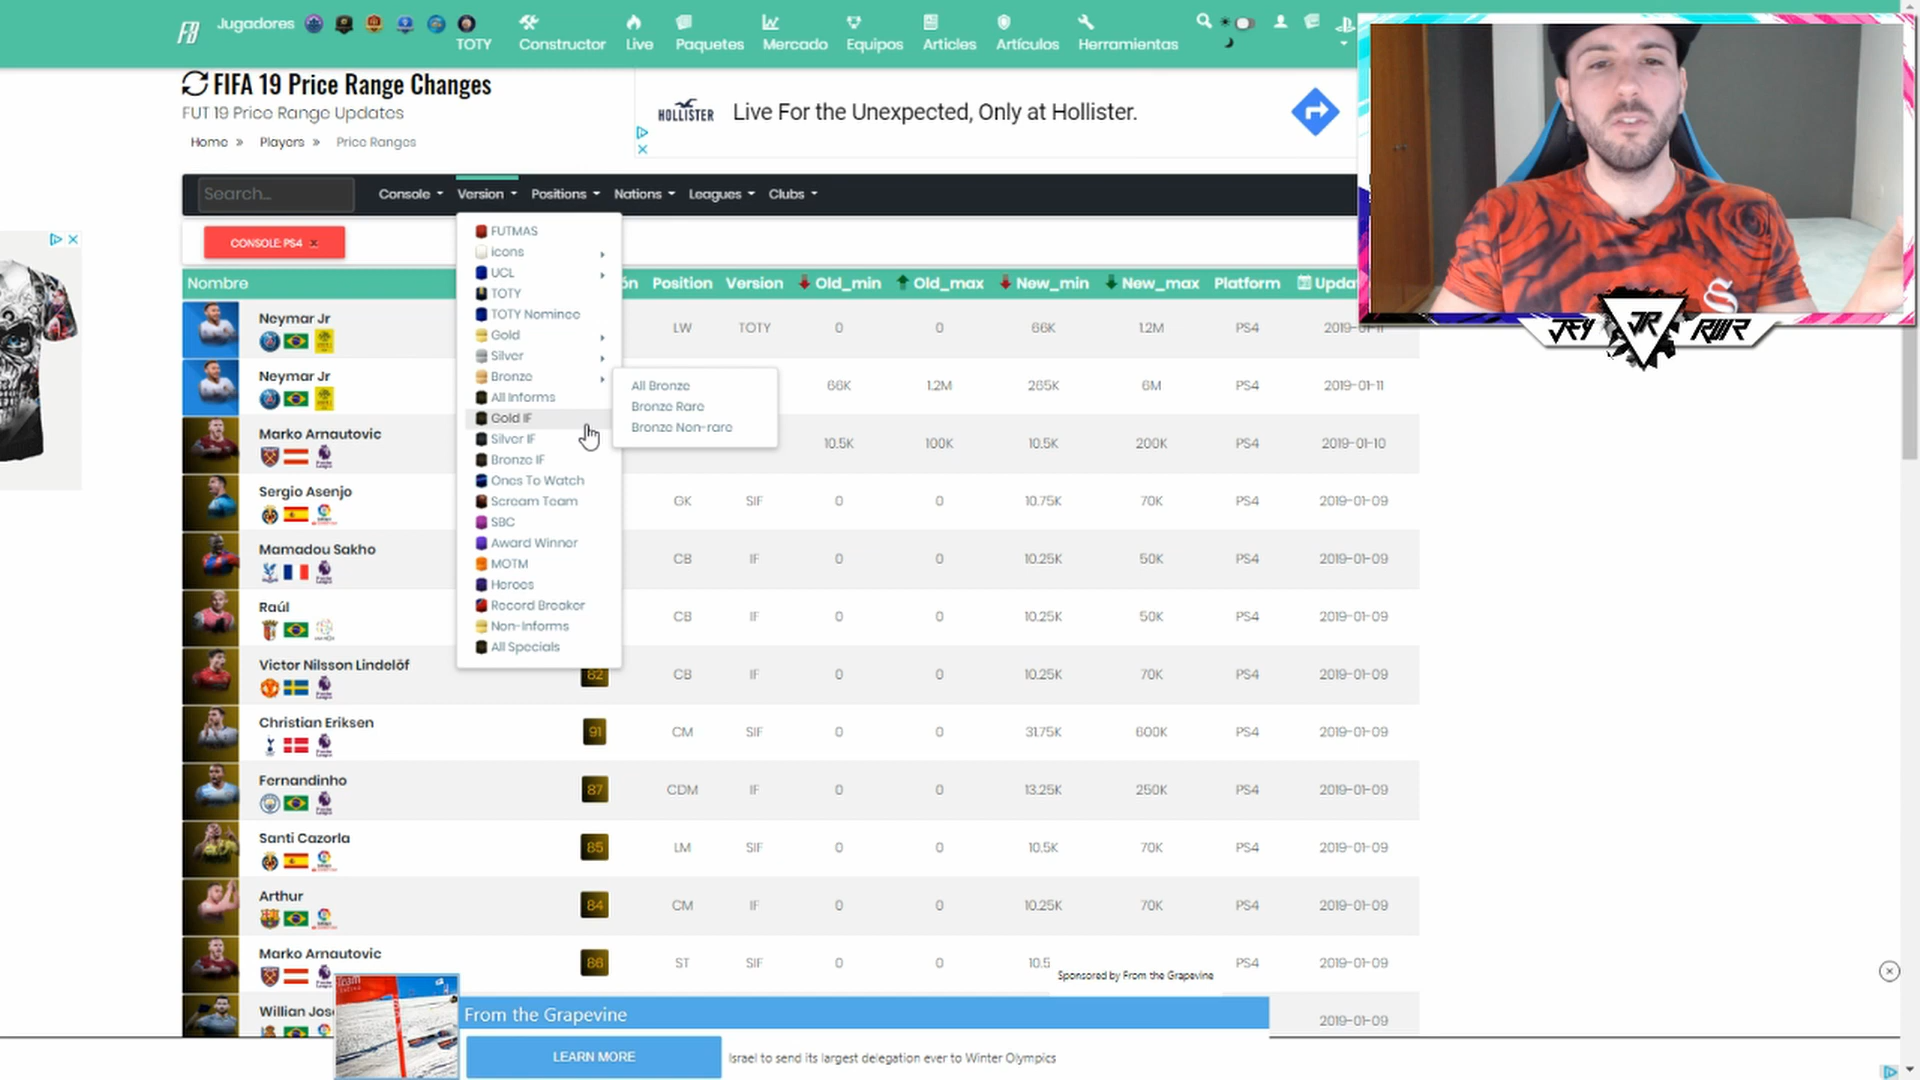 F8
Jugadores
TOTY
Constructor
Live
Paquetes
Mercado
Equipos
Articles
Artículos
Herramientas
FIFA 19 Price Range Changes
FUT 19 Price Range Updates
Home » Players » Price Ranges
HOLLISTER
Live For the Unexpected, Only at Hollister.
Search...
Console
Version
Positions
Nations
Leagues
Clubs
CONSOLE: PS4 ×
FUTMAS
Icons
UCL
TOTY
TOTY Nominee
Gold
Silver
Bronze
All Informs
Gold IF
Silver IF
Bronze IF
Ones To Watch
Scream Team
SBC
Award Winner
MOTM
Heroes
Record Breaker
Non-Informs
All Specials
All Bronze
Bronze Rare
Bronze Non-rare
Nombre ón Position Version Old_min Old_max New_min New_max Platform Updat
Neymar Jr LW TOTY 0 0 66K 1.2M PS4 2019-01-11
Neymar Jr 66K 1.2M 265K 6M PS4 2019-01-11
Marko Arnautovic 10.5K 100K 10.5K 200K PS4 2019-01-10
Sergio Asenjo GK SIF 0 0 10.75K 70K PS4 2019-01-09
Mamadou Sakho CB IF 0 0 10.25K 50K PS4 2019-01-09
Raúl CB IF 0 0 10.25K 50K PS4 2019-01-09
Victor Nilsson Lindelöf 82 CB IF 0 0 10.25K 70K PS4 2019-01-09
Christian Eriksen 91 CM SIF 0 0 31.75K 600K PS4 2019-01-09
Fernandinho 87 CDM IF 0 0 13.25K 250K PS4 2019-01-09
Santi Cazorla 85 LM SIF 0 0 10.5K 70K PS4 2019-01-09
Arthur 84 CM IF 0 0 10.25K 70K PS4 2019-01-09
Marko Arnautovic 86 ST SIF 0 0 10.5 PS4 2019-01-09
Willian José 2019-01-09
Sponsored by From the Grapevine
From the Grapevine
LEARN MORE
Israel to send its largest delegation ever to Winter Olympics
JEY JR RUIR
S